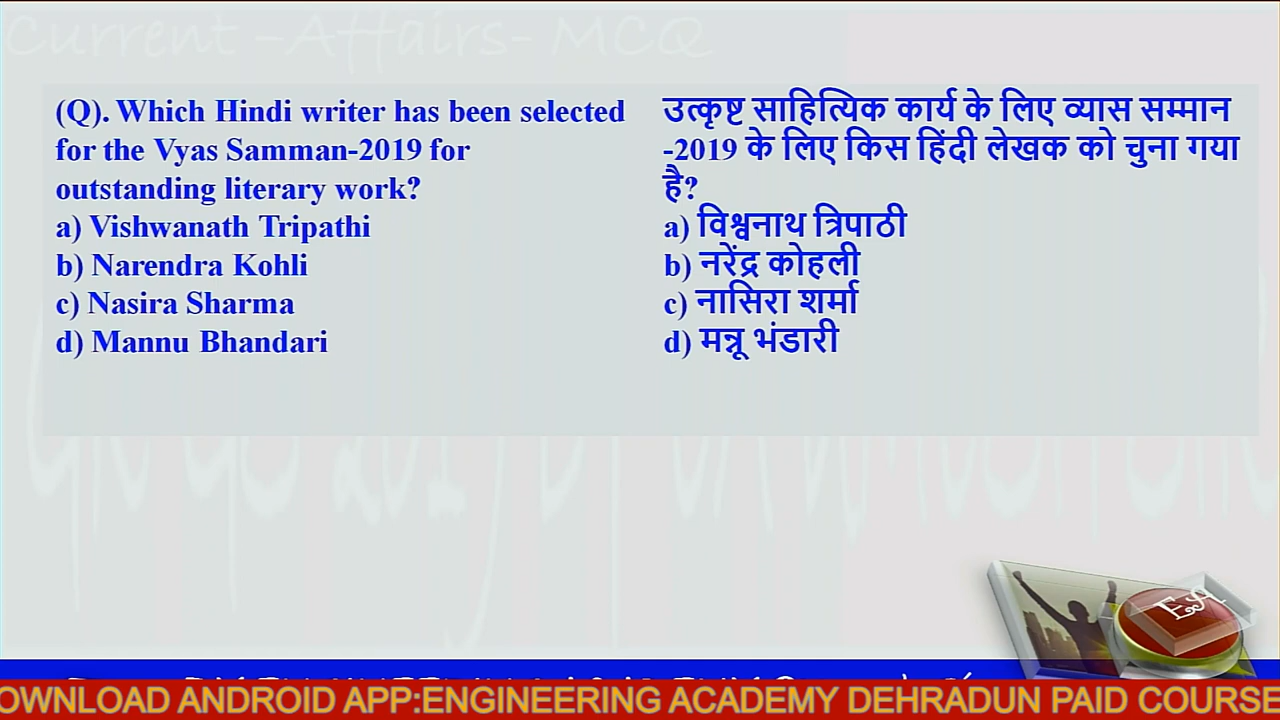 Current -Affairs- MCQ
(Q). Which Hindi writer has been selected
for the Vyas Samman-2019 for
outstanding literary work?
a) Vishwanath Tripathi
b) Narendra Kohli
c) Nasira Sharma
d) Mannu Bhandari
उत्कृष्ट साहित्यिक कार्य के लिए व्यास सम्मान
-2019 के लिए किस हिंदी लेखक को चुना गया
है?
a) विश्वनाथ त्रिपाठी
b) नरेंद्र कोहली
c) नासिरा शर्मा
d) मन्नू भंडारी
EA
OWNLOAD ANDROID APP:ENGINEERING ACADEMY DEHRADUN PAID COURSE